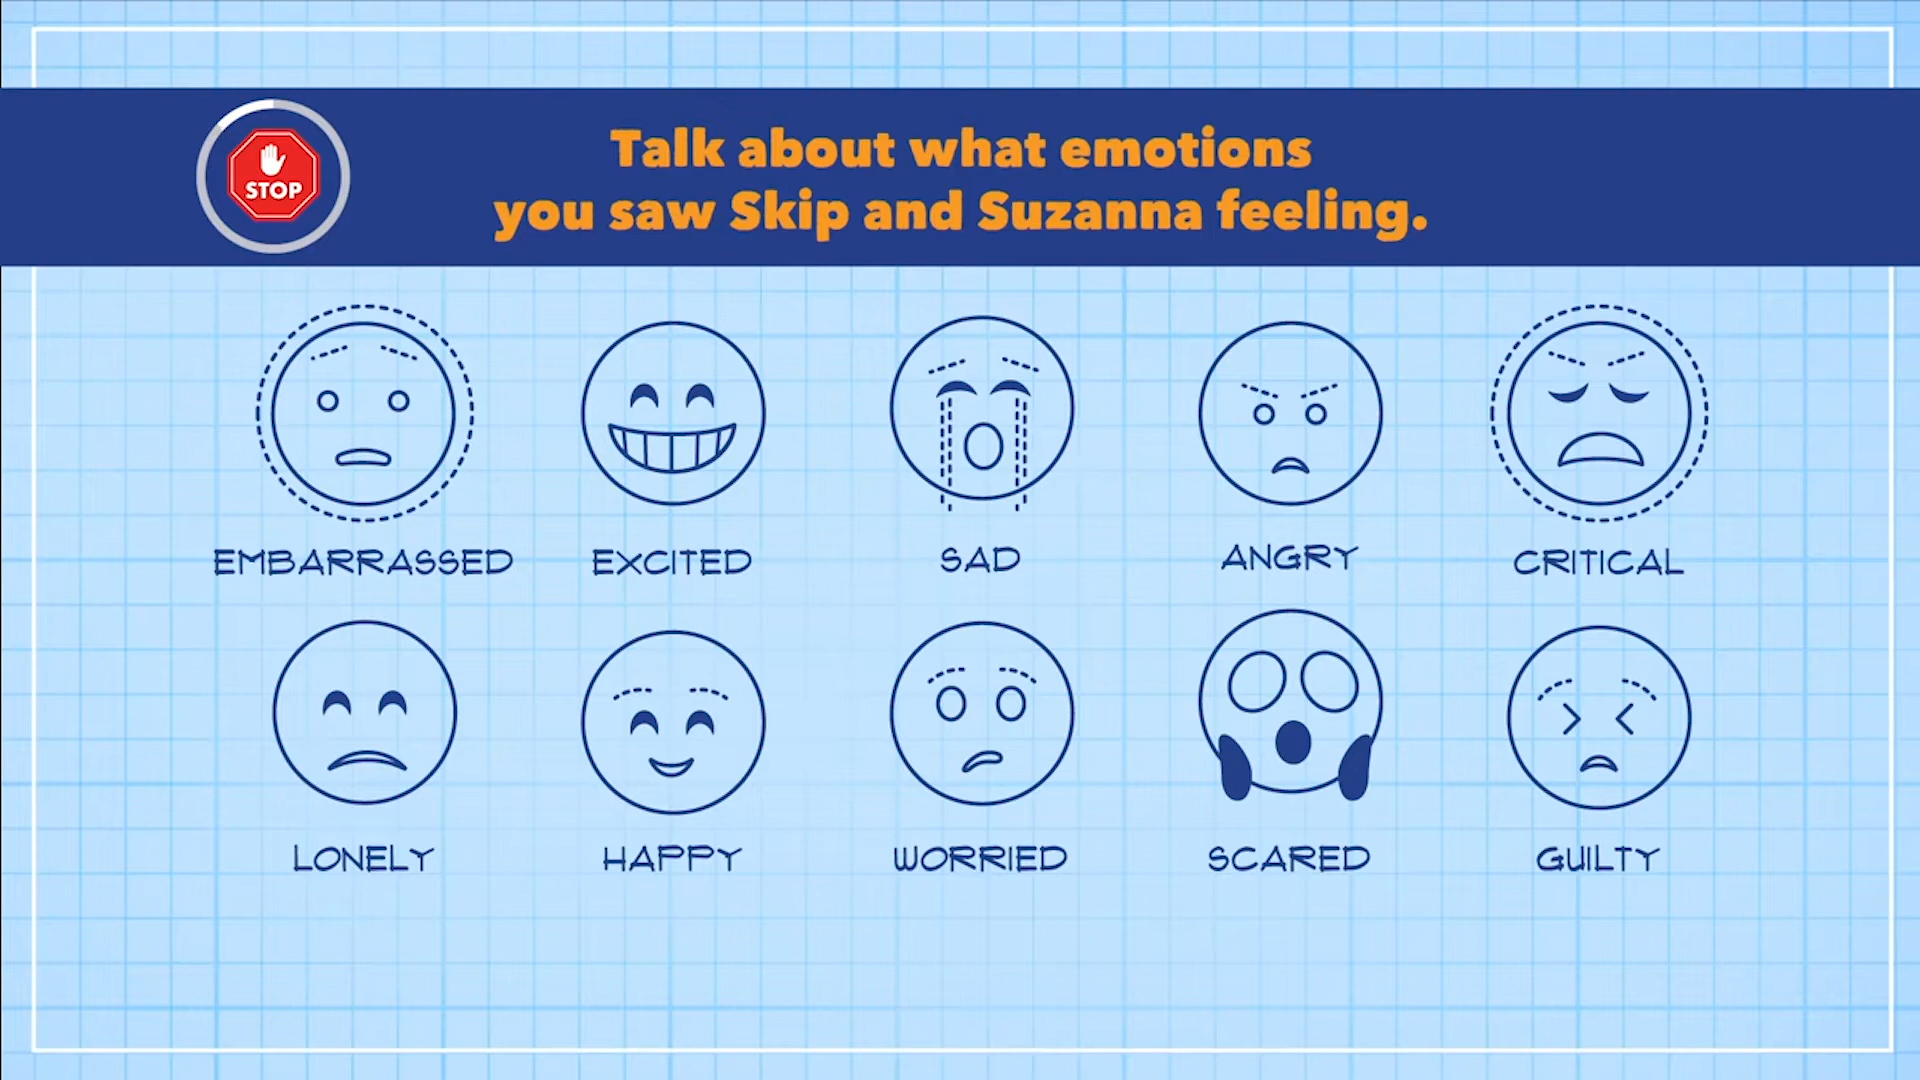 STOP
Talk about what emotions
you saw Skip and Suzanna feeling.
EMBARRASSED
EXCITED
SAD
ANGRY
CRITICAL
LONELY
HAPPY
WORRIED
SCARED
GUILTY